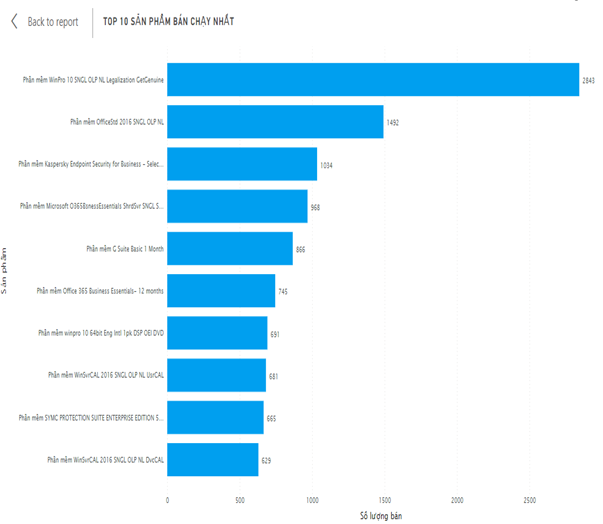 Back to report
TOP 10 SẢN PHẨM BÁN CHẠY NHẤT
Phần mềm WinPro 10 SNGL OLP NL Legalization GetGenuine
2843
Phần mềm OfficeStd 2016 SNGL OLP NL
1492
Phần mềm Kaspersky Endpoint Security for Business - Selec...
1034
Phần mềm Microsoft O365BsnessEssentials ShrdSvr SNGL S...
968
Phần mềm G Suite Basic 1 Month
866
Phần mềm Office 365 Business Essentials- 12 months
745
Phần mềm winpro 10 64bit Eng Intl 1pk DSP OEI DVD
691
Phần mềm WinSvrCAL 2016 SNGL OLP NL UsrCAL
681
Phần mềm SYMC PROTECTION SUITE ENTERPRISE EDITION 5...
665
Phần mềm WinSvrCAL 2016 SNGL OLP NL DvcCAL
629
Sản phẩm
0 500 1000 1500 2000 2500
Số lượng bán